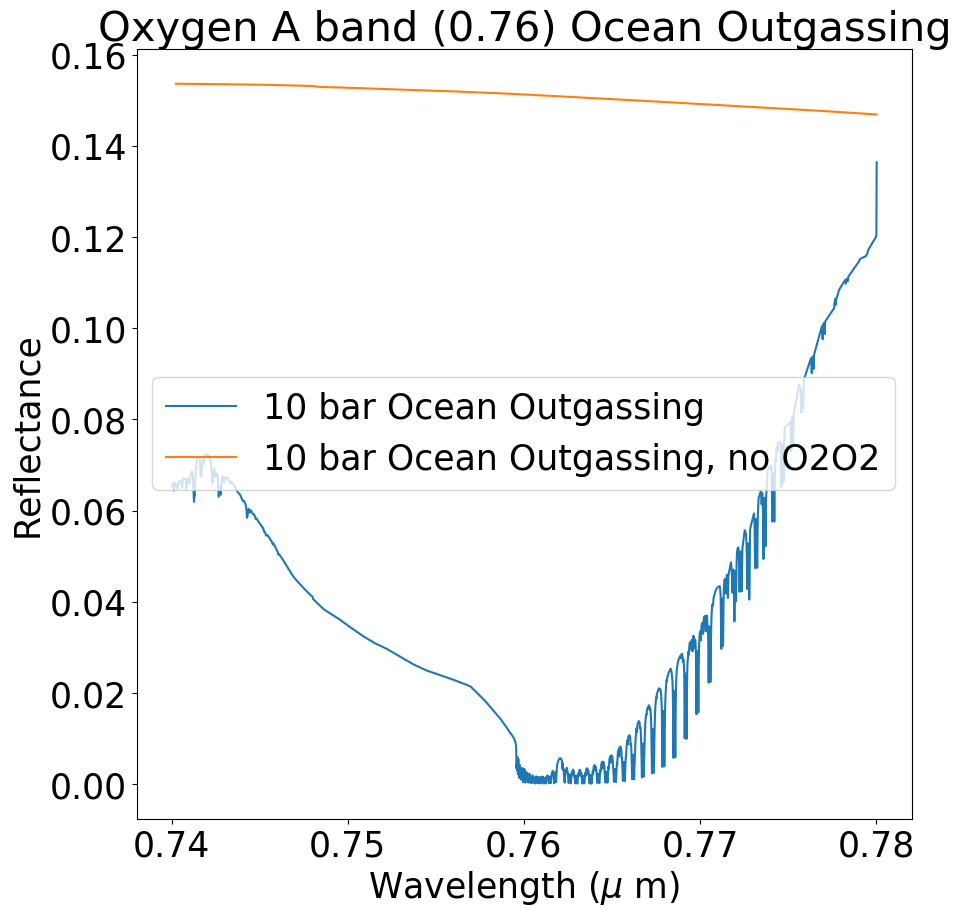 Oxygen A band (0.76) Ocean Outgassing
0.16
0.14
0.12
0.10
0.08
0.06
0.04
0.02
0.00
Reflectance
10 bar Ocean Outgassing
10 bar Ocean Outgassing, no O2O2
0.74 0.75 0.76 0.77 0.78
Wavelength (μ m)